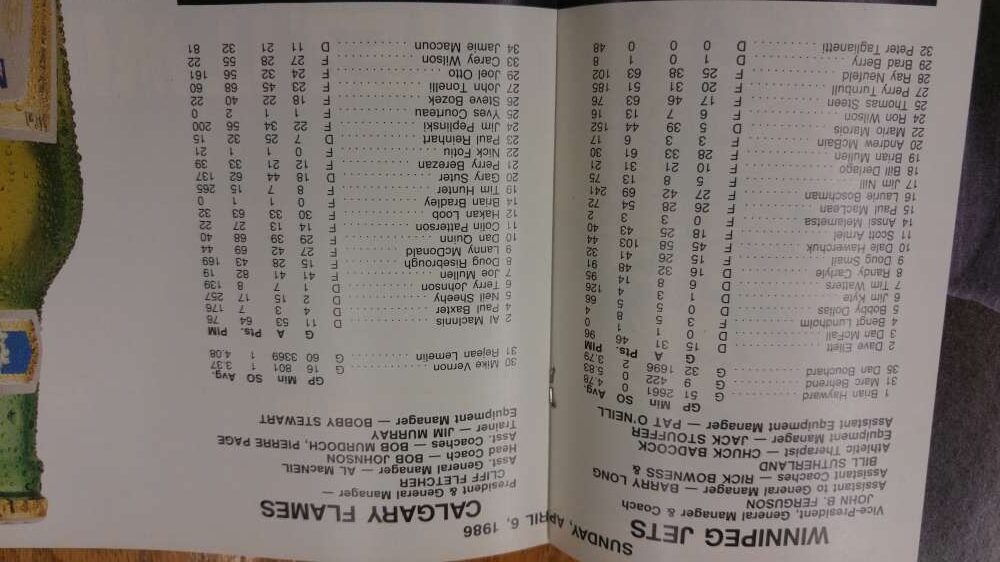 SUNDAY, APRIL 6, 1986
WINNIPEG JETS
Vice-President, General Manager & Coach
JOHN B. FERGUSON
Assistant to General Manager — BARRY LONG
Assistant Coaches — RICK BOWNESS &
BILL SUTHERLAND
Athletic Therapist — CHUCK BADCOCK
Equipment Manager — JACK STOUFFER
Assistant Equipment Manager — PAT O'NEILL
GP Min SO Avg.
1 Brian Hayward G 51 2661 0 4.78
31 Marc Behrend G 9 422 0 5.83
35 Dan Bouchard G 32 1696 2 3.79
G A Pts. PIM
2 Dave Ellett D 15 31 46 96
3 Dan McFall D 0 1 1 0
4 Bengt Lundholm F 3 5 8 4
5 Bobby Dollas D 0 5 5 66
6 Jim Kyte D 1 3 4 126
7 Tim Watters D 6 8 14 95
8 Randy Carlyle D 16 32 48 91
9 Doug Smail F 15 26 41 32
10 Dale Hawerchuk F 45 58 103 44
11 Scott Arniel F 18 25 43 40
14 Anssi Melametsa F 0 3 3 2
15 Paul MacLean F 26 28 54 72
16 Laurie Boschman F 27 42 69 241
17 Jim Nill F 5 8 13 75
18 Bill Derlago F 10 21 31 21
19 Brian Mullen F 28 33 61 30
20 Andrew McBain F 3 3 6 17
22 Mario Marois D 5 39 44 152
24 Ron Wilson F 6 7 13 16
25 Thomas Steen F 17 46 63 76
27 Perry Turnbull F 20 31 51 185
28 Ray Neufeld F 25 38 63 102
29 Brad Berry D 1 0 1 8
32 Peter Taglianetti D 0 0 0 48
CALGARY FLAMES
President & General Manager —
CLIFF FLETCHER
Asst. General Manager — AL MacNEIL
Head Coach — BOB JOHNSON
Asst. Coaches — BOB MURDOCH, PIERRE PAGE
Trainer — JIM MURRAY
Equipment Manager — BOBBY STEWART
GP Min SO Avg.
30 Mike Vernon G 16 801 1 3.37
31 Rejean Lemelin G 60 3369 1 4.08
G A Pts. PIM
2 Al MacInnis D 11 53 64 76
4 Paul Baxter D 4 3 7 176
5 Neil Sheehy D 2 15 17 257
6 Terry Johnson D 1 7 8 139
7 Joe Mullen F 41 41 82 19
8 Doug Risebrough F 15 28 43 169
9 Lanny McDonald F 27 42 69 44
10 Dan Quinn F 29 39 68 40
11 Colin Patterson F 14 13 27 22
12 Hakan Loob F 30 33 63 32
14 Brian Bradley F 0 1 1 0
19 Tim Hunter F 8 7 15 265
20 Gary Suter D 18 44 62 137
21 Perry Berezan F 12 21 33 39
22 Nick Fotiu F 0 1 1 21
23 Paul Reinhart D 7 25 32 15
24 Jim Peplinski F 22 34 56 200
25 Yves Courteau F 1 1 2 0
26 Steve Bozek F 18 22 40 22
27 John Tonelli F 23 45 68 60
29 Joel Otto F 24 32 56 161
33 Carey Wilson F 27 28 55 22
34 Jamie Macoun D 11 21 32 81